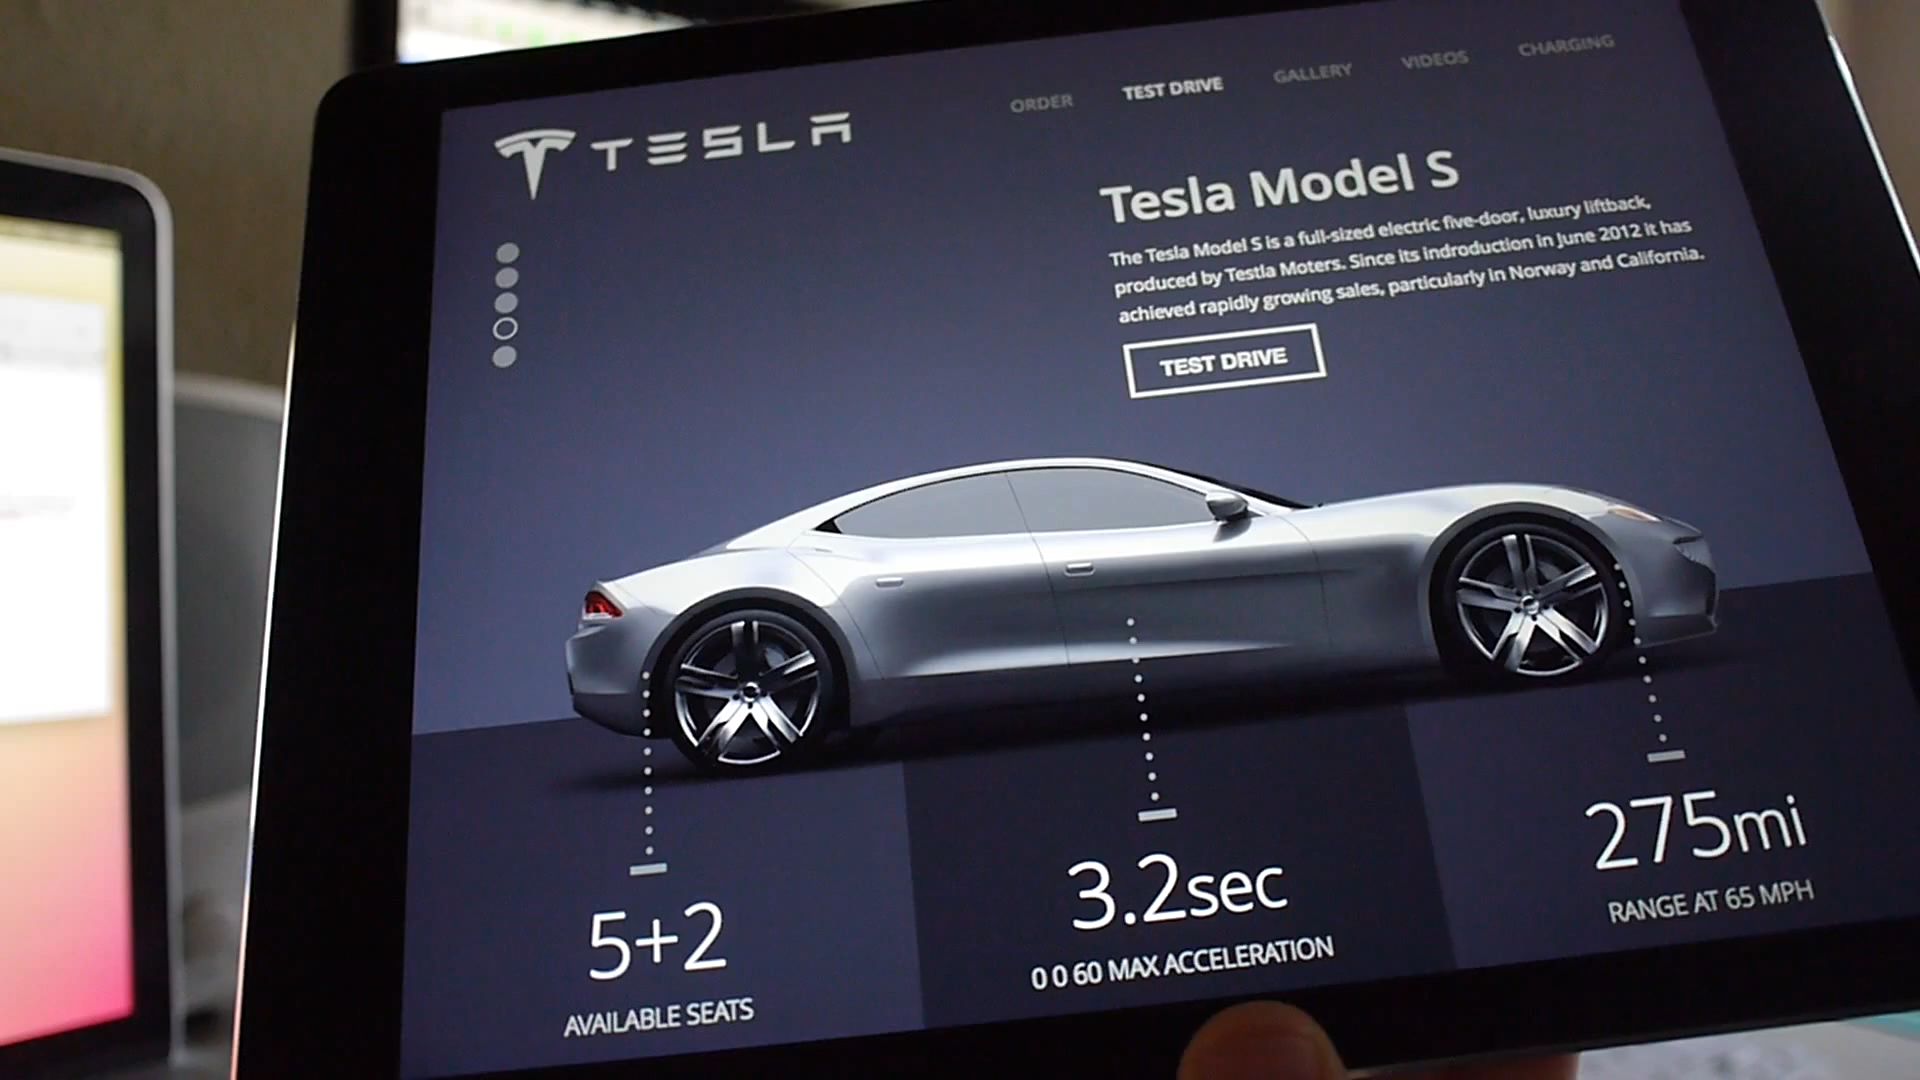 ORDER TEST DRIVE GALLERY VIDEOS CHARGING
TESLA
Tesla Model S
The Tesla Model S is a full-sized electric five-door, luxury liftback,
produced by Testla Moters. Since its indroduction in June 2012 it has
achieved rapidly growing sales, particularly in Norway and California.
TEST DRIVE
5+2
AVAILABLE SEATS
3.2sec
0 0 60 MAX ACCELERATION
275mi
RANGE AT 65 MPH